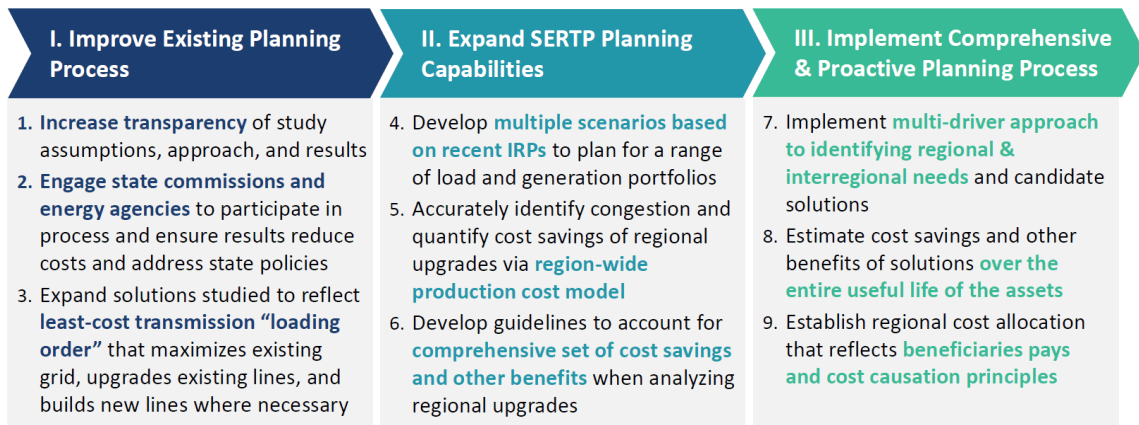 I. Improve Existing Planning
Process
1. Increase transparency of study
assumptions, approach, and results
2. Engage state commissions and
energy agencies to participate in
process and ensure results reduce
costs and address state policies
3. Expand solutions studied to reflect
least-cost transmission “loading
order” that maximizes existing
grid, upgrades existing lines, and
builds new lines where necessary
II. Expand SERTP Planning
Capabilities
4. Develop multiple scenarios based
on recent IRPs to plan for a range
of load and generation portfolios
5. Accurately identify congestion and
quantify cost savings of regional
upgrades via region-wide
production cost model
6. Develop guidelines to account for
comprehensive set of cost savings
and other benefits when analyzing
regional upgrades
III. Implement Comprehensive
& Proactive Planning Process
7. Implement multi-driver approach
to identifying regional &
interregional needs and candidate
solutions
8. Estimate cost savings and other
benefits of solutions over the
entire useful life of the assets
9. Establish regional cost allocation
that reflects beneficiaries pays
and cost causation principles